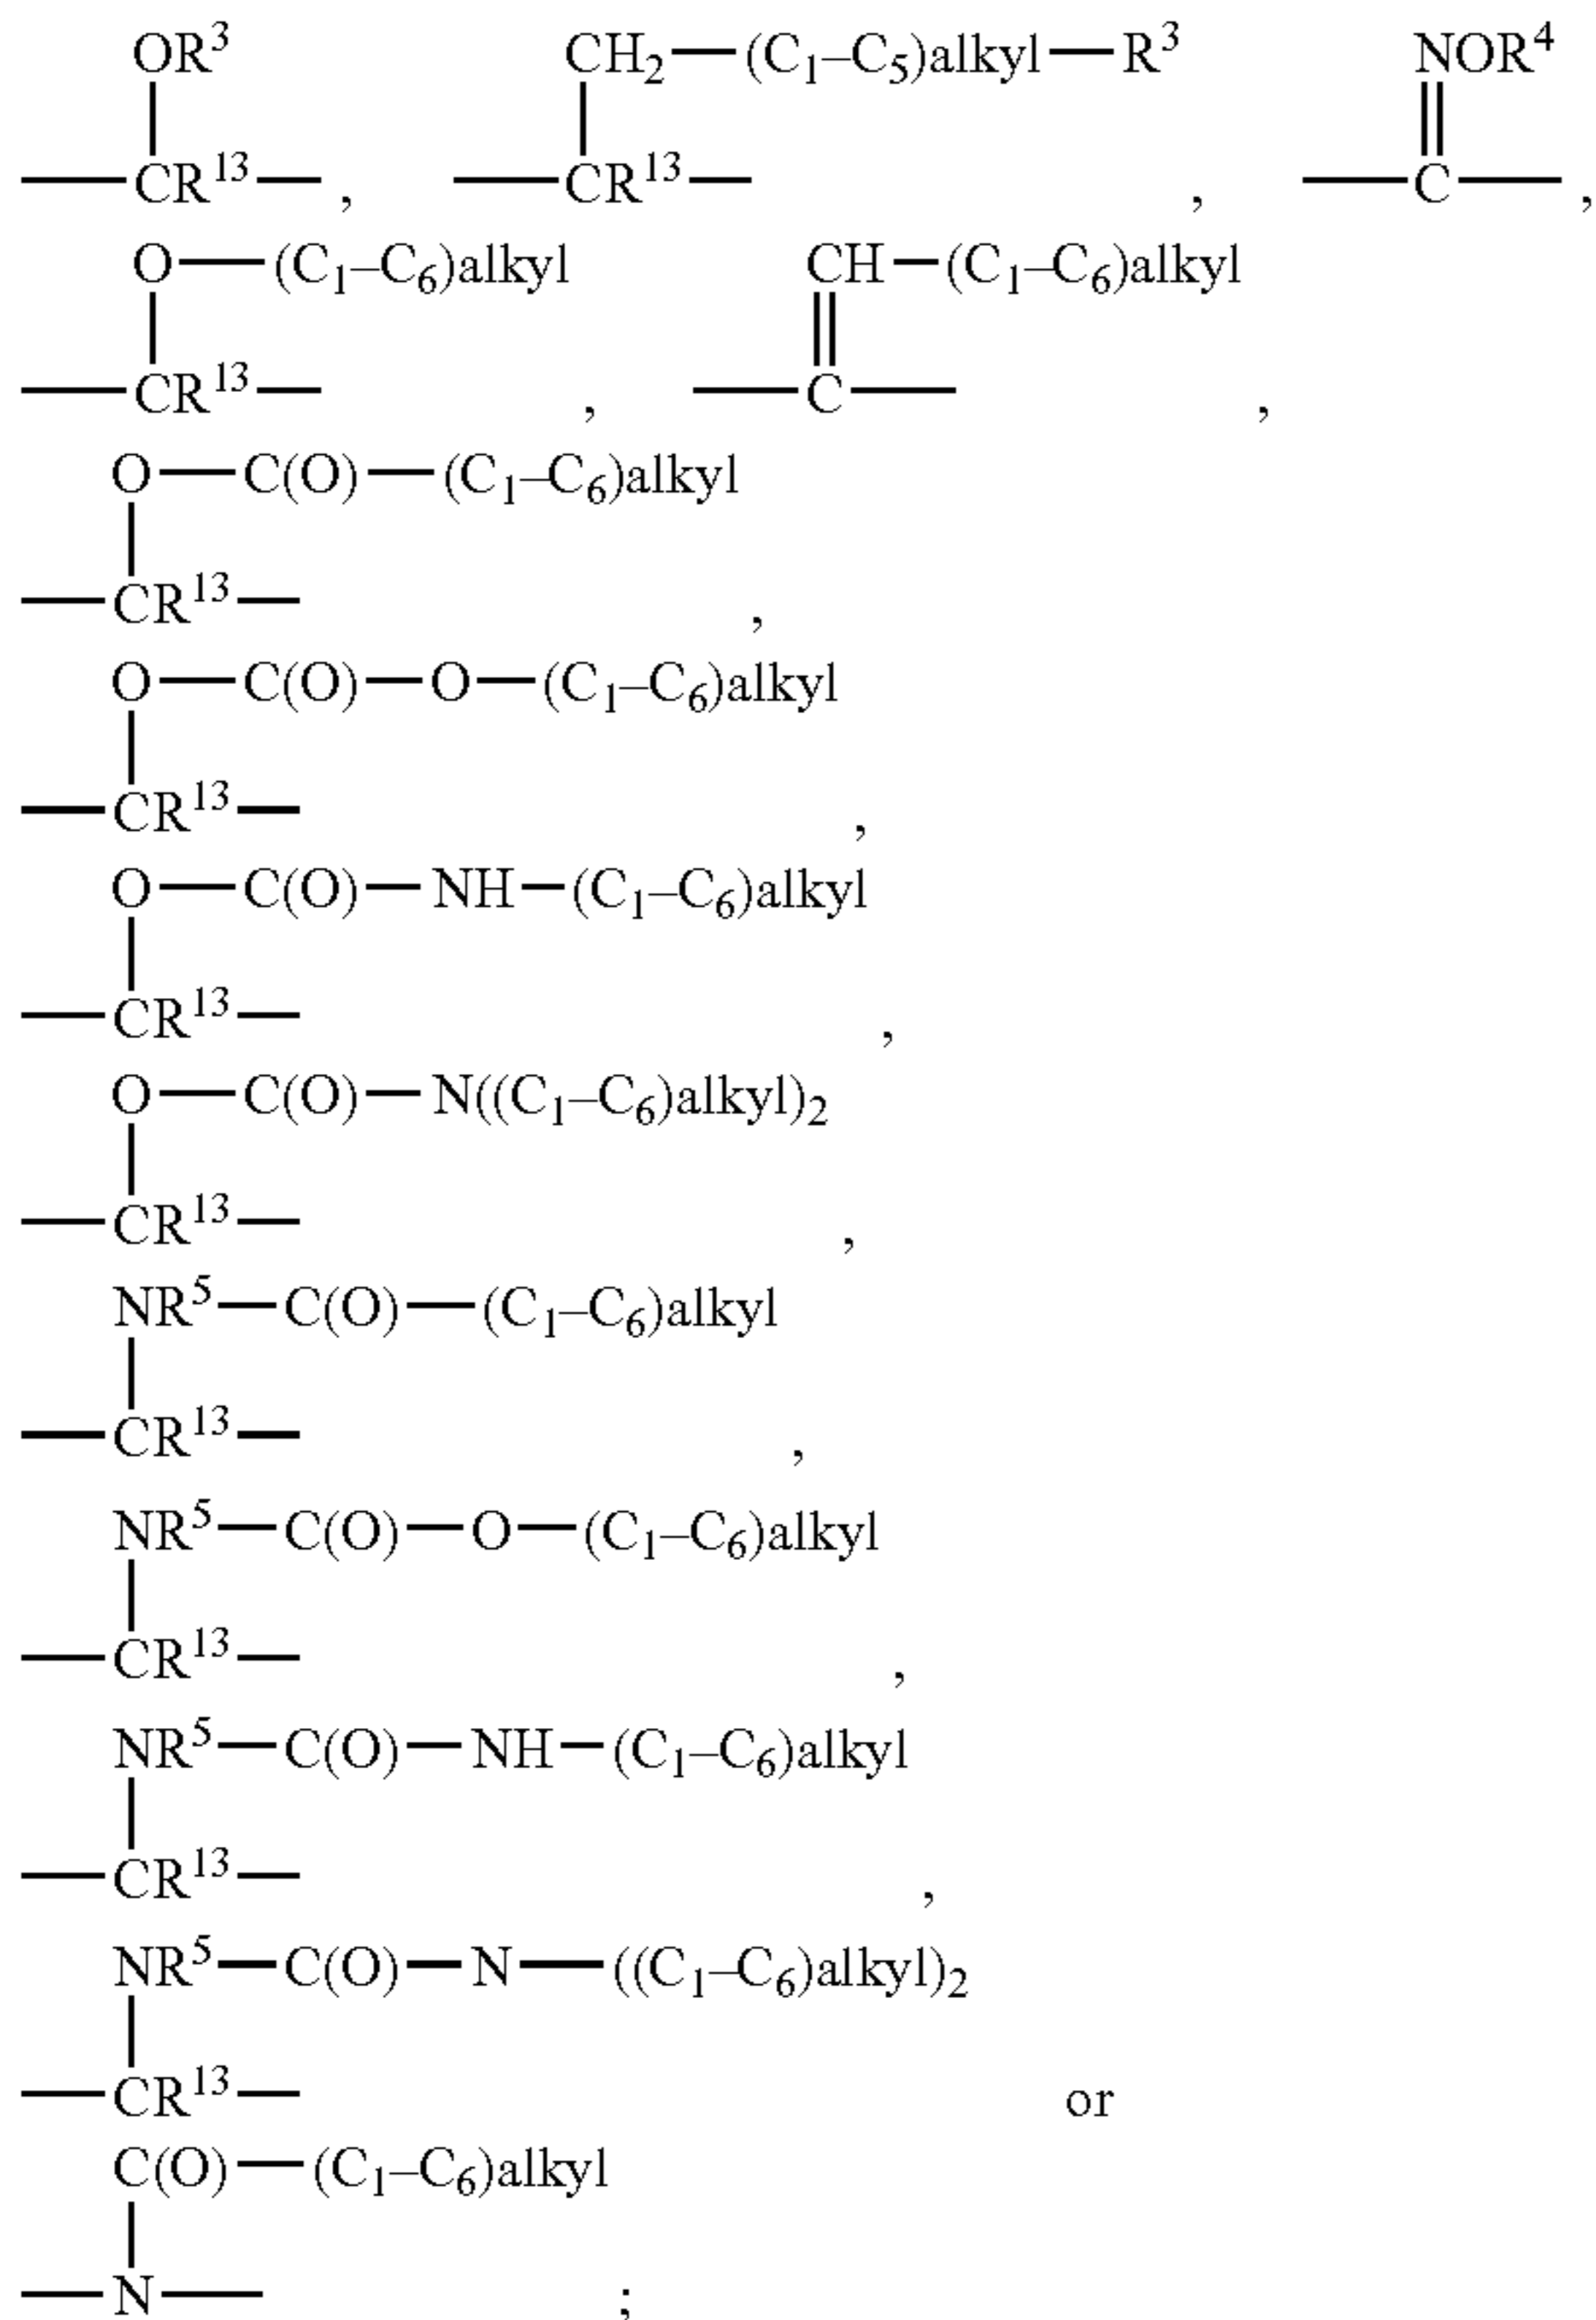 OR³ CH₂—(C₁–C₅)alkyl—R³ NOR⁴
—CR¹³—, —CR¹³—, —C—,
O—(C₁–C₆)alkyl CH—(C₁–C₆)alkyl
—CR¹³—, —C—,
O—C(O)—(C₁–C₆)alkyl
—CR¹³—,
O—C(O)—O—(C₁–C₆)alkyl
—CR¹³—,
O—C(O)—NH—(C₁–C₆)alkyl
—CR¹³—,
O—C(O)—N((C₁–C₆)alkyl)₂
—CR¹³—,
NR⁵—C(O)—(C₁–C₆)alkyl
—CR¹³—,
NR⁵—C(O)—O—(C₁–C₆)alkyl
—CR¹³—,
NR⁵—C(O)—NH—(C₁–C₆)alkyl
—CR¹³—,
NR⁵—C(O)—N—((C₁–C₆)alkyl)₂
—CR¹³— or
C(O)—(C₁–C₆)alkyl
—N— ;